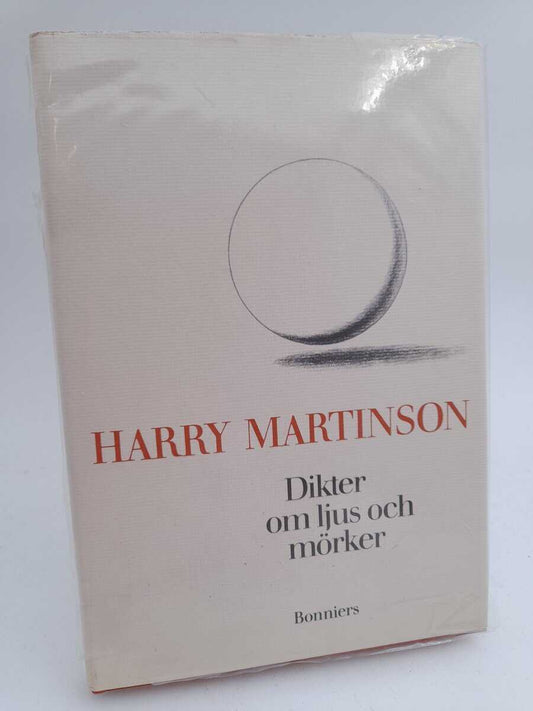 HARRY MARTINSON
Dikter
om ljus och
mörker
Bonniers